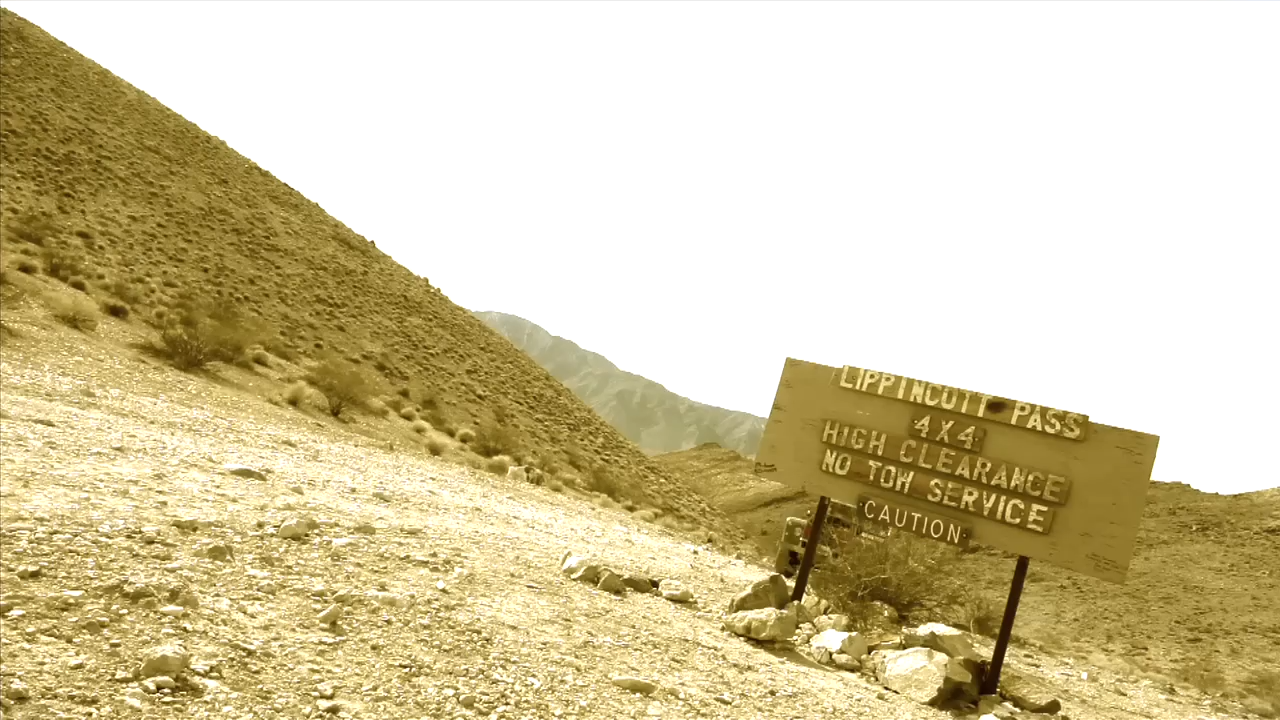 LIPPINCOTT PASS
4X4
HIGH CLEARANCE
NO TOW SERVICE
CAUTION